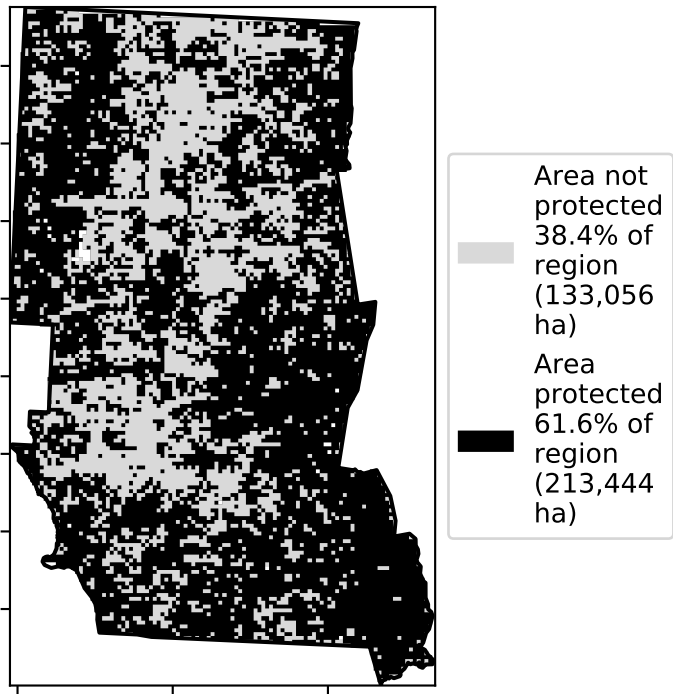 Area not
protected
38.4% of
region
(133,056
ha)
Area
protected
61.6% of
region
(213,444
ha)